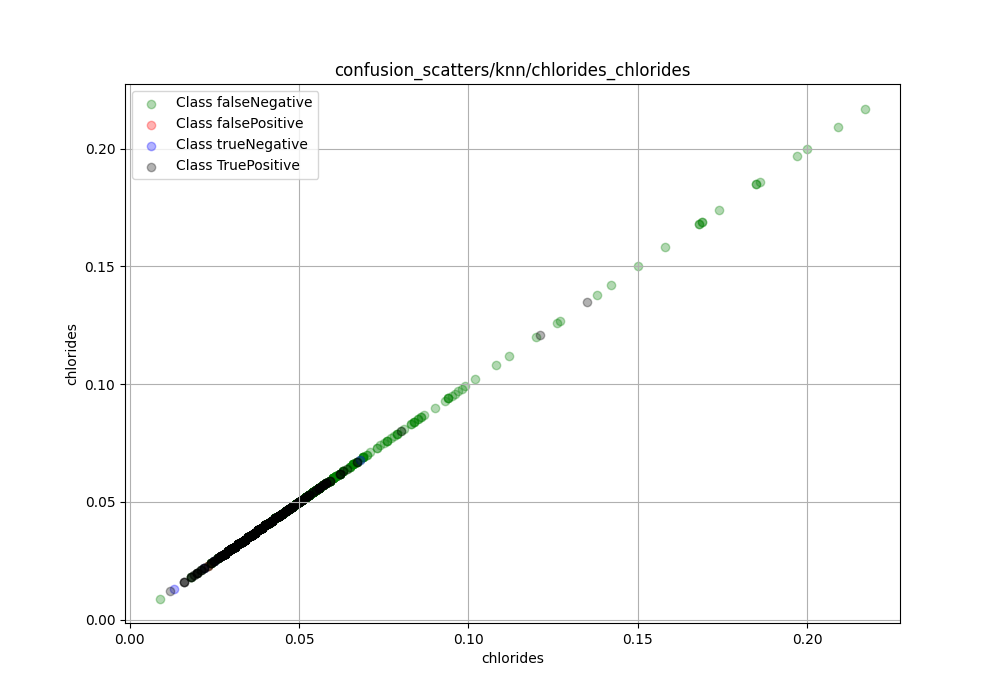 confusion_scatters/knn/chlorides_chlorides
Class falseNegative
Class falsePositive
Class trueNegative
Class TruePositive
0.20
0.15
0.10
0.05
0.00
chlorides
0.00 0.05 0.10 0.15 0.20
chlorides